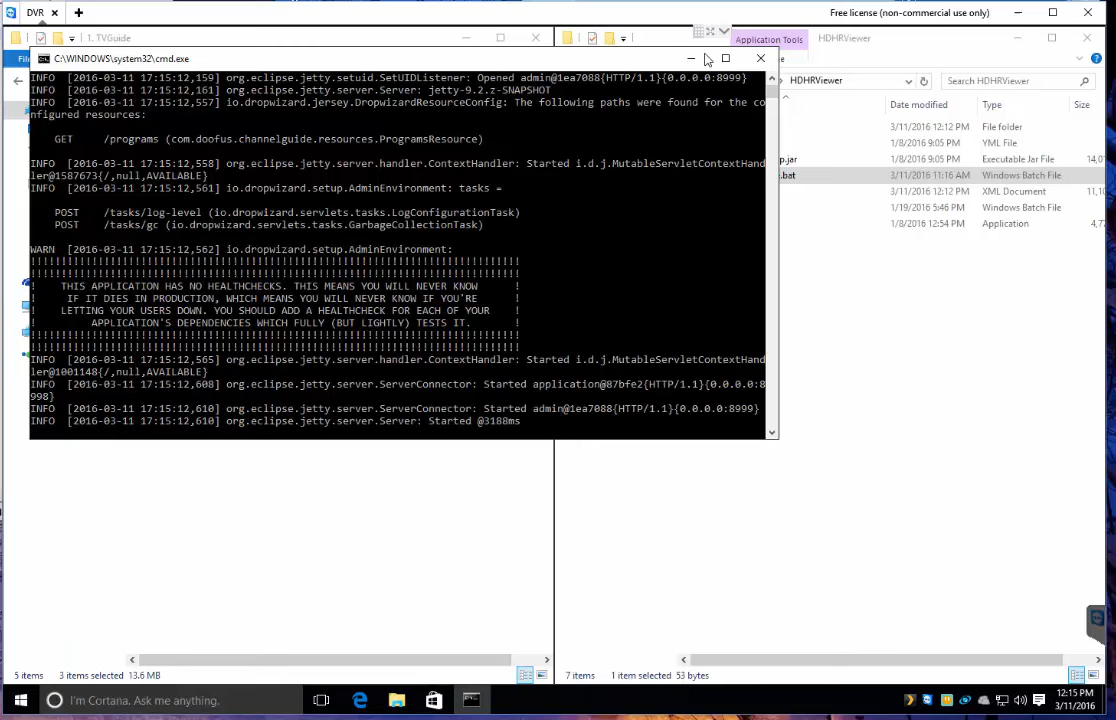 DVR
Free license (non-commercial use only)
1. TVGuide
Application Tools
HDHRViewer
C:\WINDOWS\system32\cmd.exe
HDHRViewer
Search HDHRViewer
Date modified
Type
Size
INFO  [2016-03-11 17:15:12,159] org.eclipse.jetty.setuid.SetUIDListener: Opened admin@1ea7088{HTTP/1.1}{0.0.0.0:8999}
INFO  [2016-03-11 17:15:12,161] org.eclipse.jetty.server.Server: jetty-9.2.z-SNAPSHOT
INFO  [2016-03-11 17:15:12,557] io.dropwizard.jersey.DropwizardResourceConfig: The following paths were found for the co
nfigured resources:
GET     /programs (com.doofus.channelguide.resources.ProgramsResource)
INFO  [2016-03-11 17:15:12,558] org.eclipse.jetty.server.handler.ContextHandler: Started i.d.j.MutableServletContextHand
ler@1587673{/,null,AVAILABLE}
INFO  [2016-03-11 17:15:12,561] io.dropwizard.setup.AdminEnvironment: tasks =
POST    /tasks/log-level (io.dropwizard.servlets.tasks.LogConfigurationTask)
POST    /tasks/gc (io.dropwizard.servlets.tasks.GarbageCollectionTask)
WARN  [2016-03-11 17:15:12,562] io.dropwizard.setup.AdminEnvironment:
!!!!!!!!!!!!!!!!!!!!!!!!!!!!!!!!!!!!!!!!!!!!!!!!!!!!!!!!!!!!!!!!!!!!!!!!!!!!!!!!
!!!!!!!!!!!!!!!!!!!!!!!!!!!!!!!!!!!!!!!!!!!!!!!!!!!!!!!!!!!!!!!!!!!!!!!!!!!!!!!!
!    THIS APPLICATION HAS NO HEALTHCHECKS. THIS MEANS YOU WILL NEVER KNOW      !
!     IF IT DIES IN PRODUCTION, WHICH MEANS YOU WILL NEVER KNOW IF YOU'RE      !
!    LETTING YOUR USERS DOWN. YOU SHOULD ADD A HEALTHCHECK FOR EACH OF YOUR    !
!         APPLICATION'S DEPENDENCIES WHICH FULLY (BUT LIGHTLY) TESTS IT.       !
!!!!!!!!!!!!!!!!!!!!!!!!!!!!!!!!!!!!!!!!!!!!!!!!!!!!!!!!!!!!!!!!!!!!!!!!!!!!!!!!
!!!!!!!!!!!!!!!!!!!!!!!!!!!!!!!!!!!!!!!!!!!!!!!!!!!!!!!!!!!!!!!!!!!!!!!!!!!!!!!!
INFO  [2016-03-11 17:15:12,565] org.eclipse.jetty.server.handler.ContextHandler: Started i.d.j.MutableServletContextHand
ler@1001148{/,null,AVAILABLE}
INFO  [2016-03-11 17:15:12,608] org.eclipse.jetty.server.ServerConnector: Started application@87bfe2{HTTP/1.1}{0.0.0.0:8
998}
INFO  [2016-03-11 17:15:12,610] org.eclipse.jetty.server.ServerConnector: Started admin@1ea7088{HTTP/1.1}{0.0.0.0:8999}
INFO  [2016-03-11 17:15:12,610] org.eclipse.jetty.server.Server: Started @3188ms
3/11/2016 12:12 PM File folder
1/8/2016 9:05 PM YML File
p.jar 1/8/2016 9:05 PM Executable Jar File 14,0
.bat 3/11/2016 11:16 AM Windows Batch File
3/11/2016 12:12 PM XML Document 11,10
1/19/2016 5:46 PM Windows Batch File
1/8/2016 12:54 PM Application 4,7
5 items 3 items selected 13.6 MB
7 items 1 item selected 53 bytes
I'm Cortana. Ask me anything.
12:15 PM
3/11/2016